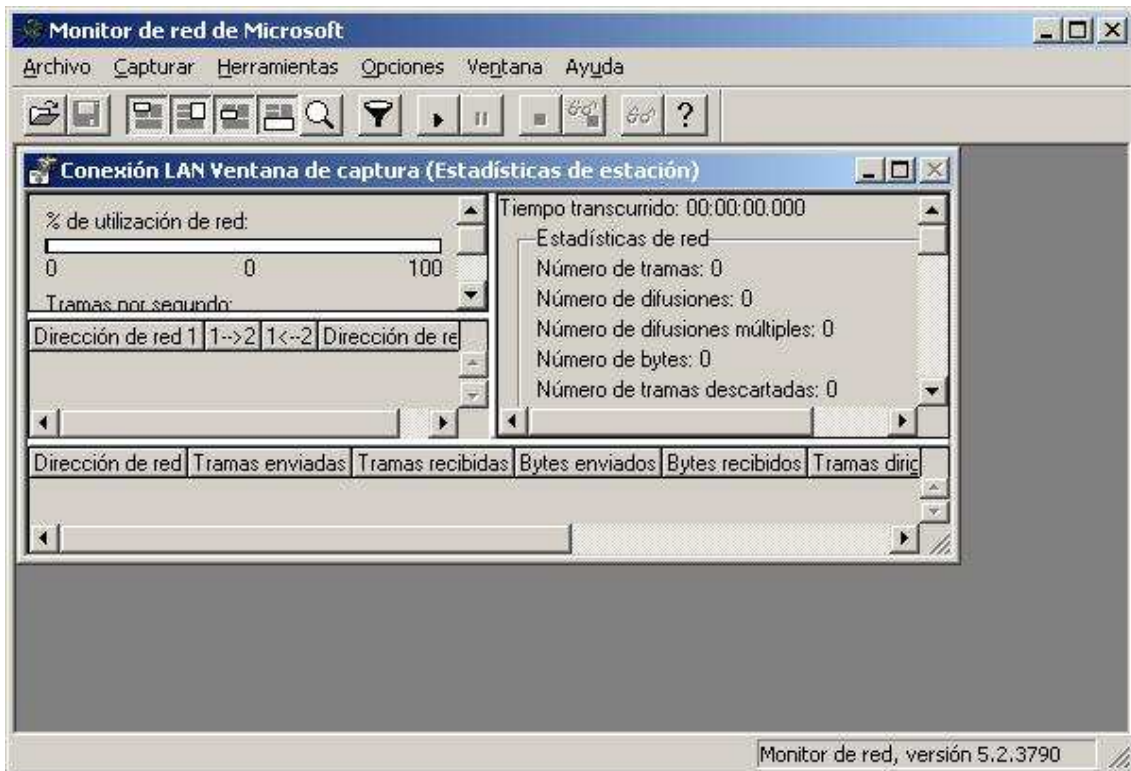 Monitor de red de Microsoft
Archivo Capturar Herramientas Opciones Ventana Ayuda
Conexión LAN Ventana de captura (Estadísticas de estación)
% de utilización de red:
0 0 100
Tramas por segundo:
Dirección de red 1 1-->2 1<--2 Dirección de re
Tiempo transcurrido: 00:00:00.000
Estadísticas de red
Número de tramas: 0
Número de difusiones: 0
Número de difusiones múltiples: 0
Número de bytes: 0
Número de tramas descartadas: 0
Dirección de red Tramas enviadas Tramas recibidas Bytes enviados Bytes recibidos Tramas dirig
Monitor de red, versión 5.2.3790